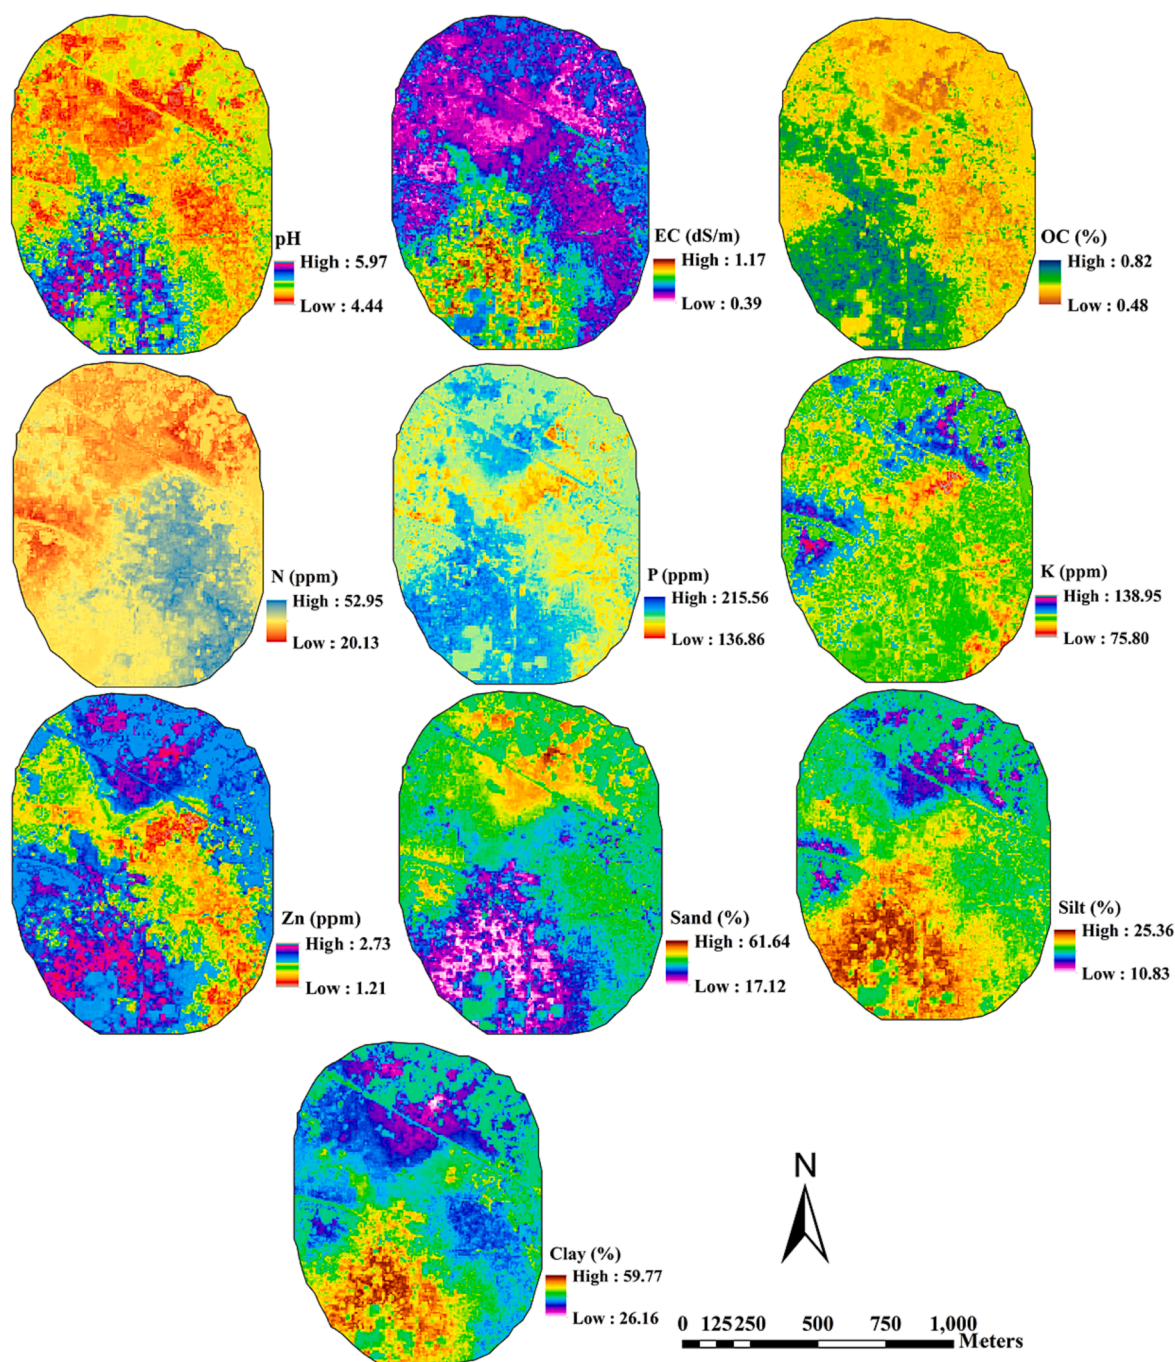 pH
High : 5.97
Low : 4.44
EC (dS/m)
High : 1.17
Low : 0.39
OC (%)
High : 0.82
Low : 0.48
N (ppm)
High : 52.95
Low : 20.13
P (ppm)
High : 215.56
Low : 136.86
K (ppm)
High : 138.95
Low : 75.80
Zn (ppm)
High : 2.73
Low : 1.21
Sand (%)
High : 61.64
Low : 17.12
Silt (%)
High : 25.36
Low : 10.83
Clay (%)
High : 59.77
Low : 26.16
N
0 125 250 500 750 1,000
Meters